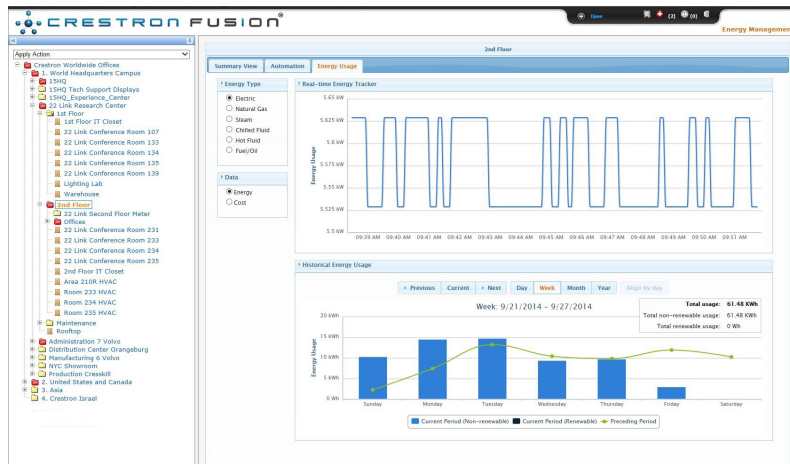 CRESTRON FUSION®
Open
(2)
(0)
Energy Managemen
Apply Action
Crestron Worldwide Offices
1. World Headquarters Campus
15HQ
15HQ Tech Support Displays
15HQ_Experience_Center
22 Link Research Center
1st Floor
1st Floor IT Closet
22 Link Conference Room 107
22 Link Conference Room 133
22 Link Conference Room 134
22 Link Conference Room 135
22 Link Conference Room 139
Lighting Lab
Warehouse
2nd Floor
22 Link Second Floor Meter
Offices
22 Link Conference Room 231
22 Link Conference Room 233
22 Link Conference Room 234
22 Link Conference Room 235
2nd Floor IT Closet
Area 210R HVAC
Room 233 HVAC
Room 234 HVAC
Room 235 HVAC
Maintenance
Rooftop
Administration 7 Volvo
Distribution Center Orangeburg
Manufacturing 6 Volvo
NYC Showroom
Production Cresskill
2. United States and Canada
3. Asia
4. Crestron Israel
2nd Floor
Summary View Automation Energy Usage
Energy Type
Electric
Natural Gas
Steam
Chilled Fluid
Hot Fluid
Fuel/Oil
Data
Energy
Cost
Real-time Energy Tracker
Energy Usage
5.65 kW
5.625 kW
5.6 kW
5.575 kW
5.55 kW
5.525 kW
5.5 kW
09:39 AM 09:40 AM 09:41 AM 09:42 AM 09:43 AM 09:44 AM 09:45 AM 09:46 AM 09:47 AM 09:48 AM 09:49 AM 09:50 AM 09:51 AM
Historical Energy Usage
Previous Current Next Day Week Month Year Align by day
Week: 9/21/2014 - 9/27/2014
Total usage: 61.48 KWh
Total non-renewable usage: 61.48 KWh
Total renewable usage: 0 Wh
Energy Usage
20 kWh
15 kWh
10 kWh
5 kWh
0 Wh
Sunday Monday Tuesday Wednesday Thursday Friday Saturday
Current Period (Non-renewable) Current Period (Renewable) Preceding Period